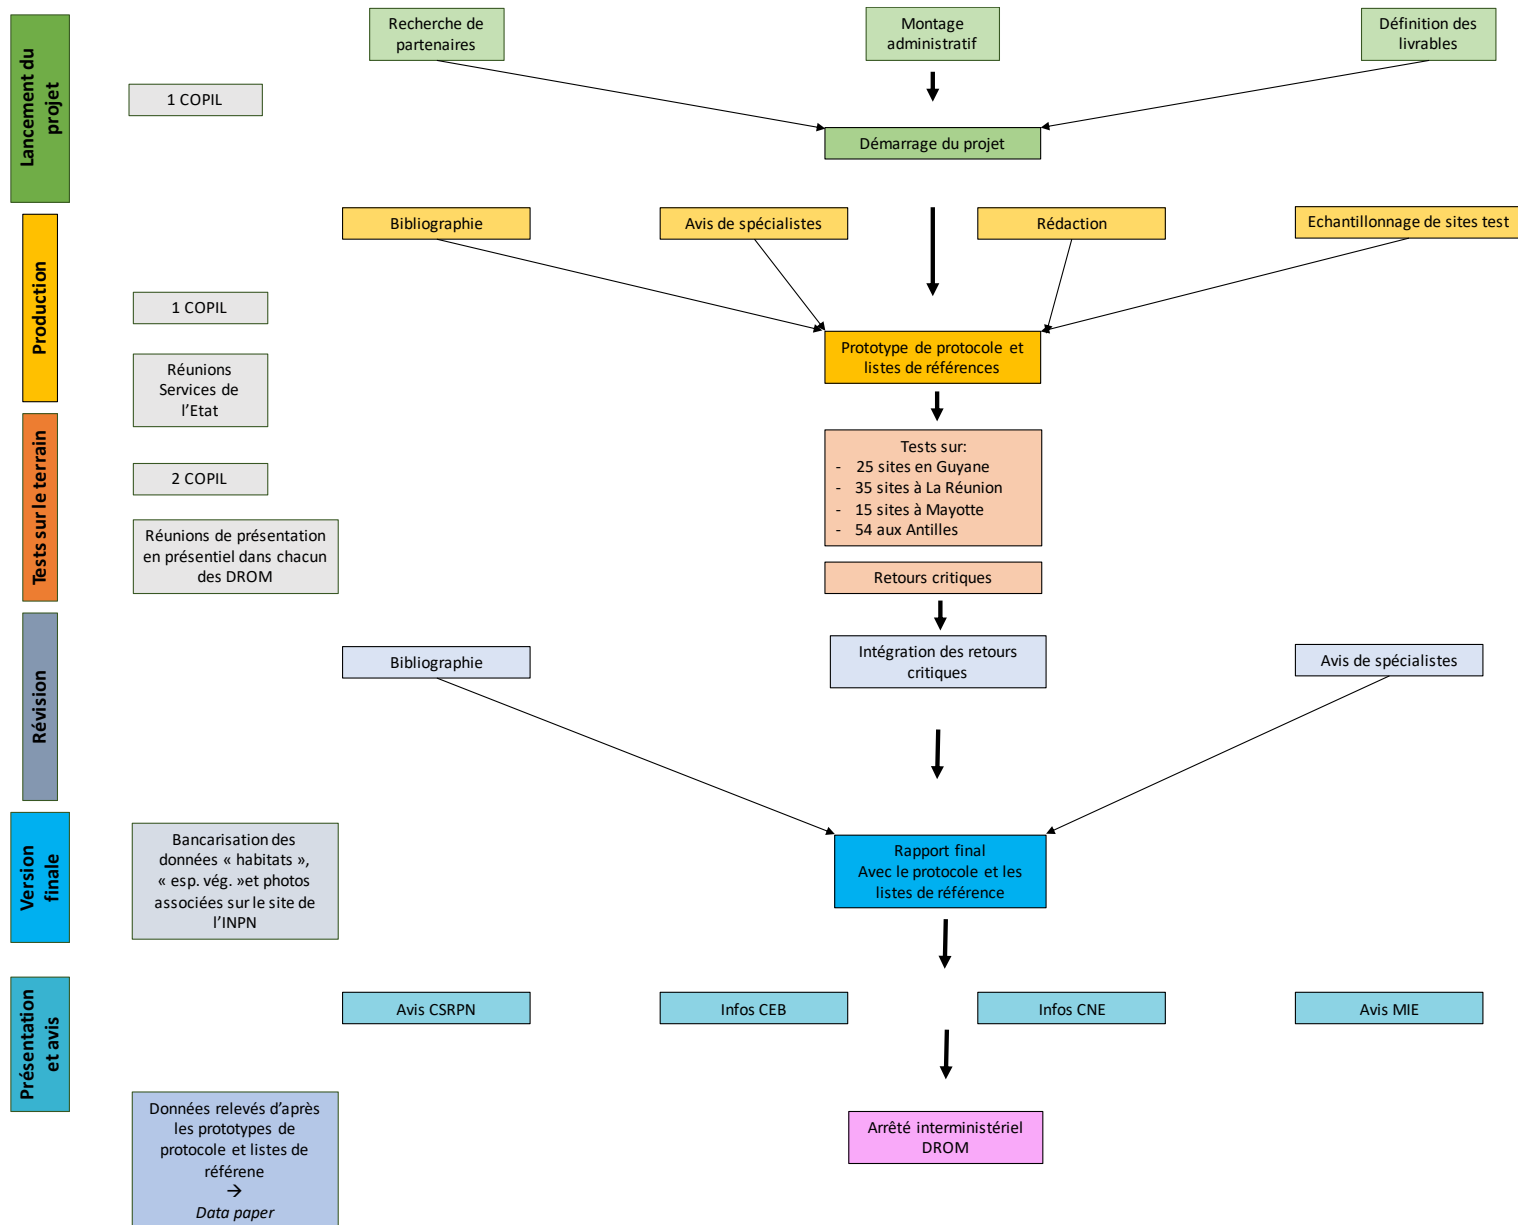 Lancement du
projet
Recherche de
partenaires
Montage
administratif
Définition des
livrables
1 COPIL
Démarrage du projet
Production
Bibliographie
Avis de spécialistes
Rédaction
Echantillonnage de sites test
1 COPIL
Prototype de protocole et
listes de références
Réunions
Services de
l’Etat
Tests sur le terrain
Tests sur:
- 25 sites en Guyane
- 35 sites à La Réunion
- 15 sites à Mayotte
- 54 aux Antilles
2 COPIL
Réunions de présentation
en présentiel dans chacun
des DROM
Retours critiques
Révision
Bibliographie
Intégration des retours
critiques
Avis de spécialistes
Version
finale
Bancarisation des
données « habitats »,
« esp. vég. »et photos
associées sur le site de
l’INPN
Rapport final
Avec le protocole et les
listes de référence
Présentation
et avis
Avis CSRPN
Infos CEB
Infos CNE
Avis MIE
Données relevés d’après
les prototypes de
protocole et listes de
référene
→
Data paper
Arrêté interministériel
DROM